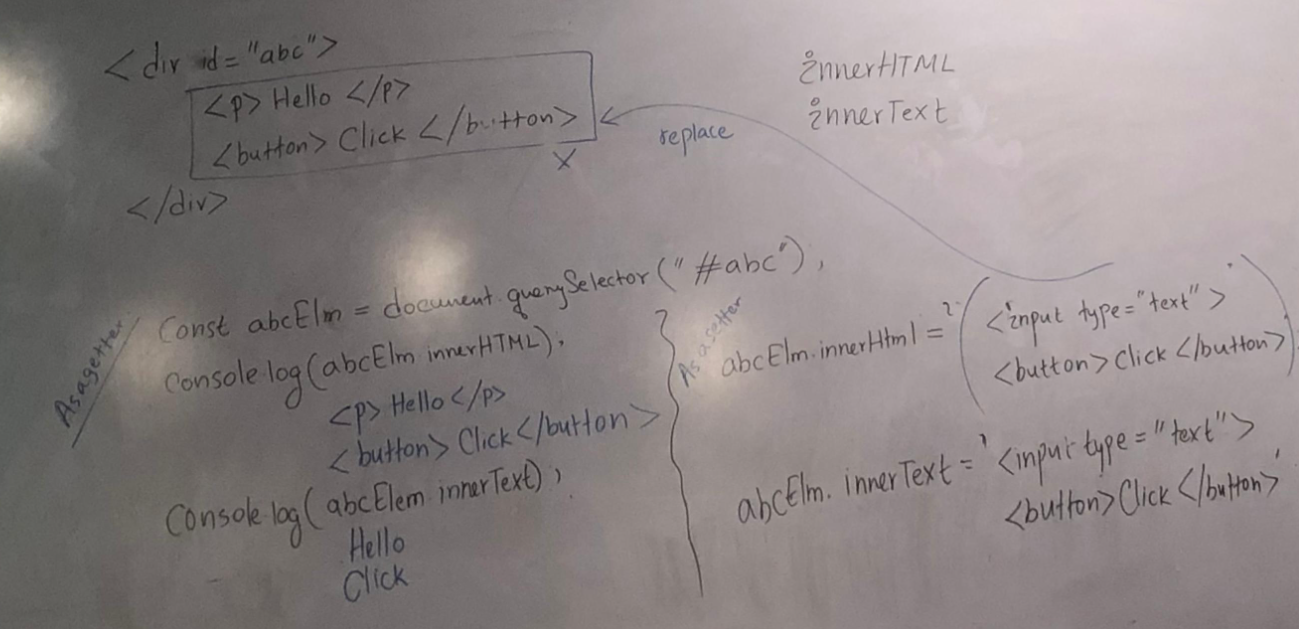 <div id="abc">
<p> Hello </p>
<button> Click </button>
x
</div>
innerHTML
innerText
replace
As a getter
Const abcElm = document.querySelector("#abc"),
Console.log(abcElm.innerHTML);
<p> Hello </p>
<button> Click </button>
Console.log(abcElem.innerText);
Hello
Click
As a setter
abcElm.innerHtml = '<input type="text">
<button> Click </button>
abcElm.innerText = '<input type="text">
<button> Click </button>'